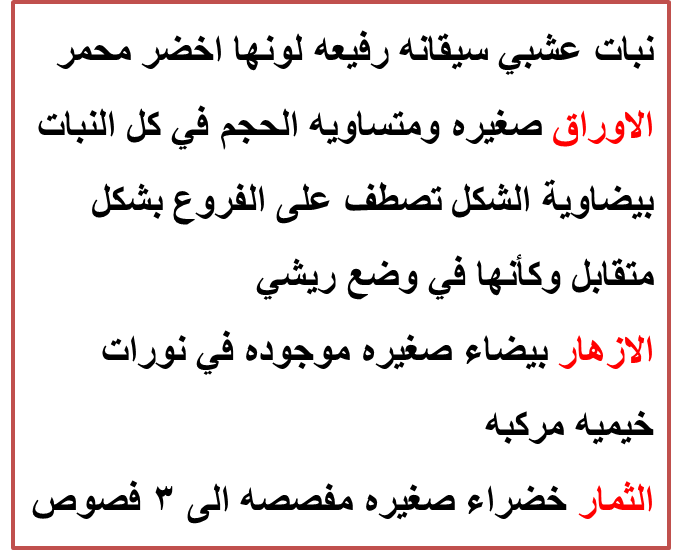 نبات عشبي سيقانه رفيعه لونها اخضر محمر
الاوراق صغيره ومتساويه الحجم في كل النبات
بيضاوية الشكل تصطف على الفروع بشكل
متقابل وكأنها في وضع ريشي
الازهار بيضاء صغيره موجوده في نورات
خيميه مركبه
الثمار خضراء صغيره مفصصه الى ٣ فصوص